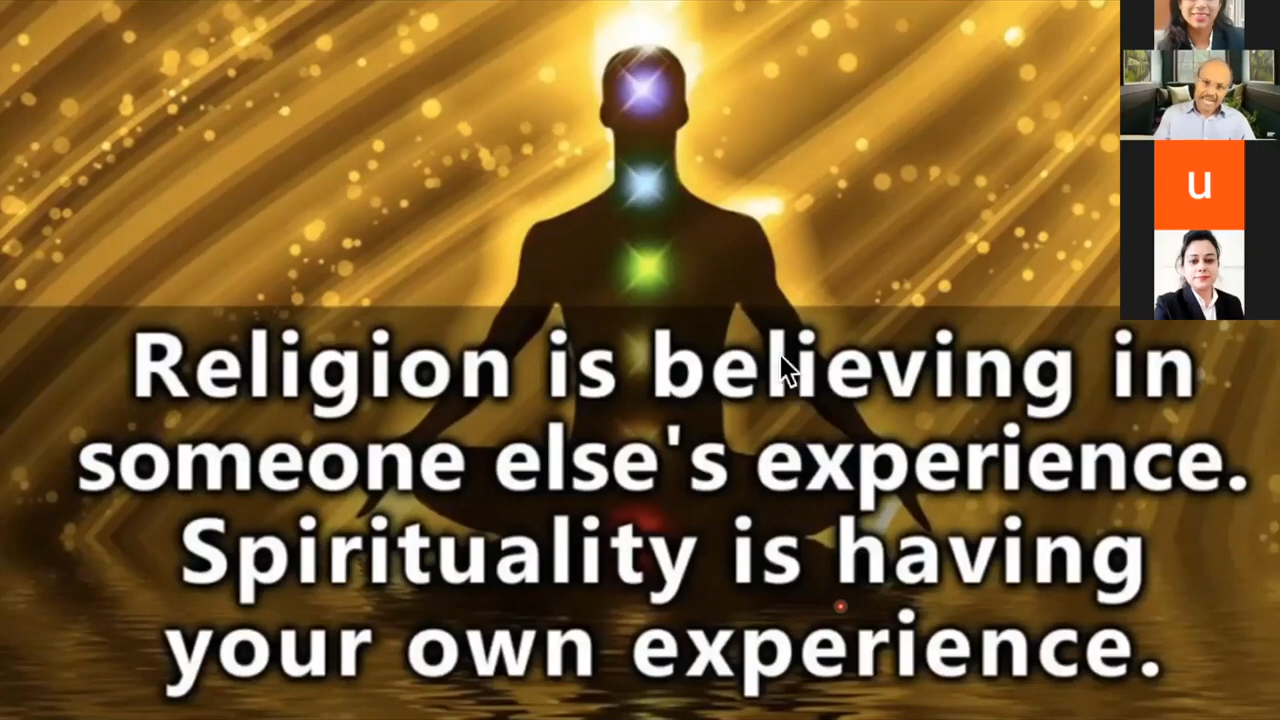 u
Religion is believing in
someone else's experience.
Spirituality is having
your own experience.